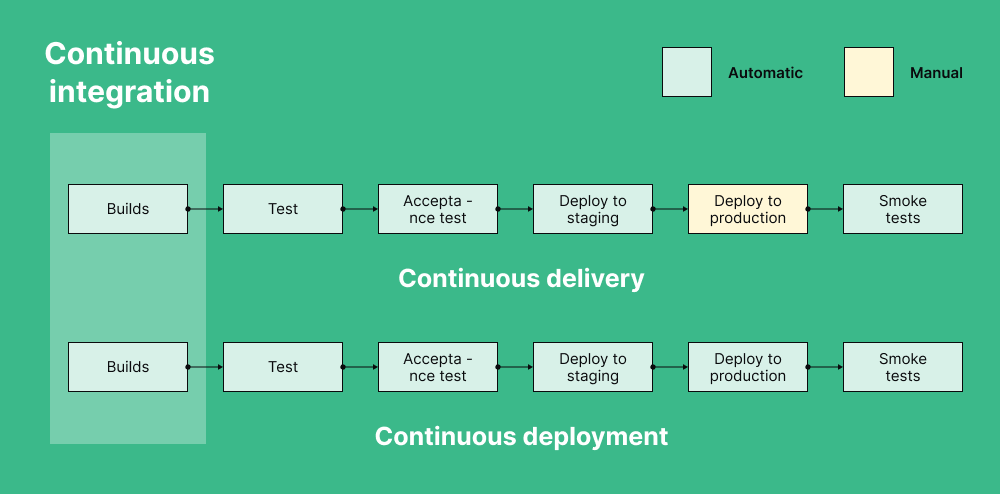 Continuous
integration
Automatic
Manual
Builds
Test
Accepta -
nce test
Deploy to
staging
Deploy to
production
Smoke
tests
Continuous delivery
Builds
Test
Accepta -
nce test
Deploy to
staging
Deploy to
production
Smoke
tests
Continuous deployment